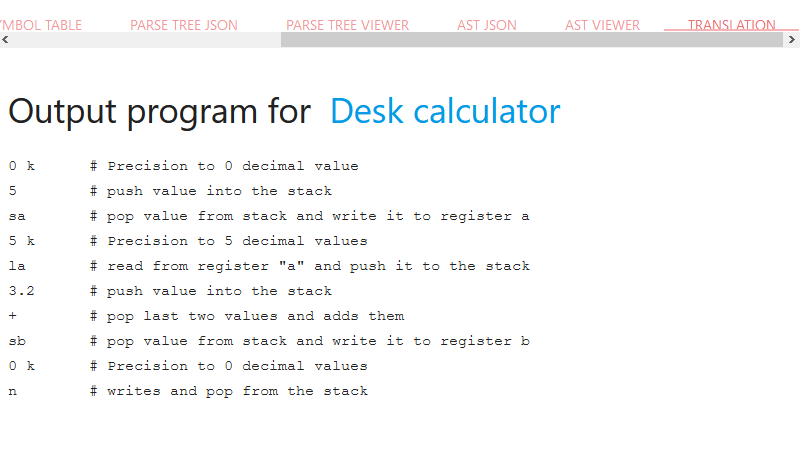 YMBOL TABLE PARSE TREE JSON PARSE TREE VIEWER AST JSON AST VIEWER TRANSLATION
Output program for Desk calculator
0 k # Precision to 0 decimal value
5 # push value into the stack
sa # pop value from stack and write it to register a
5 k # Precision to 5 decimal values
la # read from register "a" and push it to the stack
3.2 # push value into the stack
+ # pop last two values and adds them
sb # pop value from stack and write it to register b
0 k # Precision to 0 decimal values
n # writes and pop from the stack